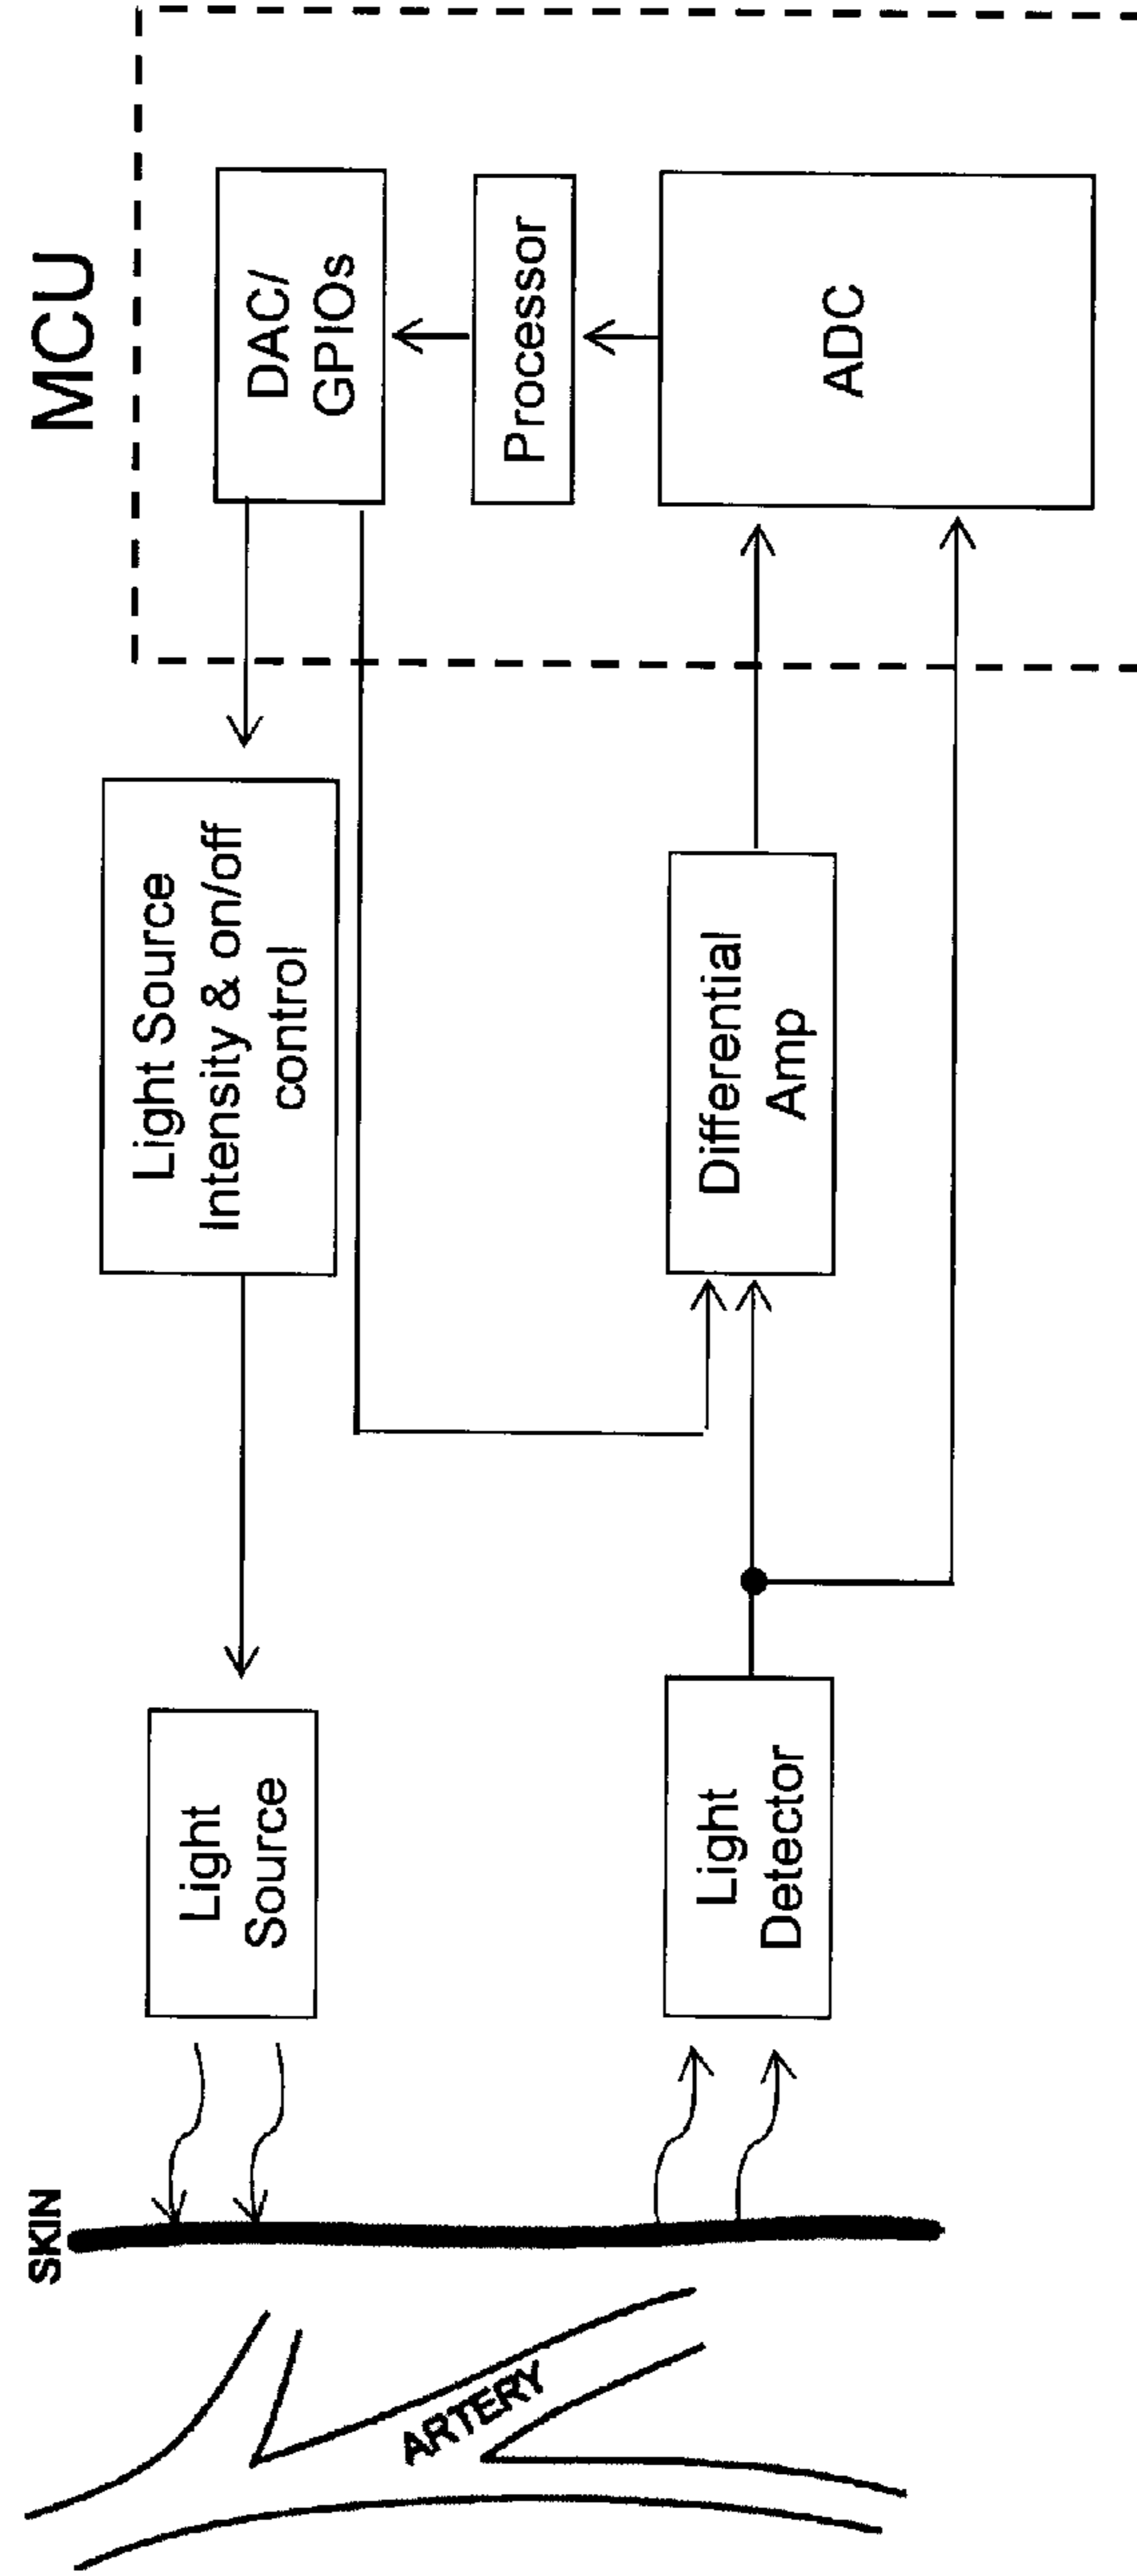 MCU
SKIN
Light
Source
Light Source
Intensity & on/off
control
DAC/
GPIOs
Processor
ARTERY
Light
Detector
Differential
Amp
ADC